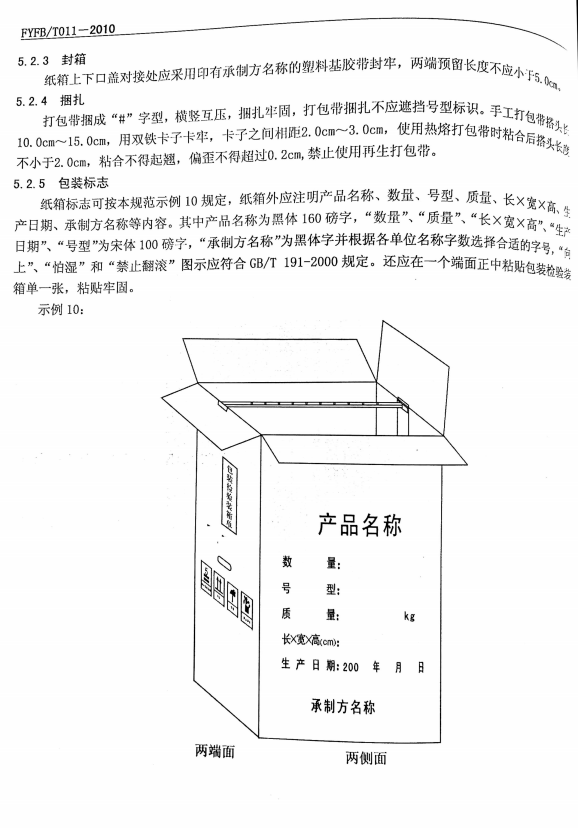 FYFB/T011—2010
5.2.3 封箱
纸箱上下口盖对接处应采用印有承制方名称的塑料基胶带封牢，两端预留长度不应小于5.0cm。
5.2.4 捆扎
打包带捆成“#”字型，横竖互压，捆扎牢固，打包带捆扎不应遮挡号型标识。手工打包带搭头长
10.0cm～15.0cm，用双铁卡子卡牢，卡子之间相距2.0cm～3.0cm，使用热熔打包带时粘合后搭头长度
不小于2.0cm，粘合不得起翘，偏歪不得超过0.2cm,禁止使用再生打包带。
5.2.5 包装标志
纸箱标志可按本规范示例 10 规定，纸箱外应注明产品名称、数量、号型、质量、长×宽×高、生
产日期、承制方名称等内容。其中产品名称为黑体 160 磅字，“数量”、“质量”、“长×宽×高”、“生产
日期”、“号型”为宋体 100 磅字，“承制方名称”为黑体字并根据各单位名称字数选择合适的字号，“向
上”、“怕湿”和“禁止翻滚”图示应符合 GB/T 191-2000 规定。还应在一个端面正中粘贴包装检验装
箱单一张，粘贴牢固。
示例 10：
包装检验装箱单
产品名称
数 量：
号 型：
质 量： kg
长×宽×高(cm)：
生 产 日 期：200 年 月 日
承制方名称
两端面
两侧面